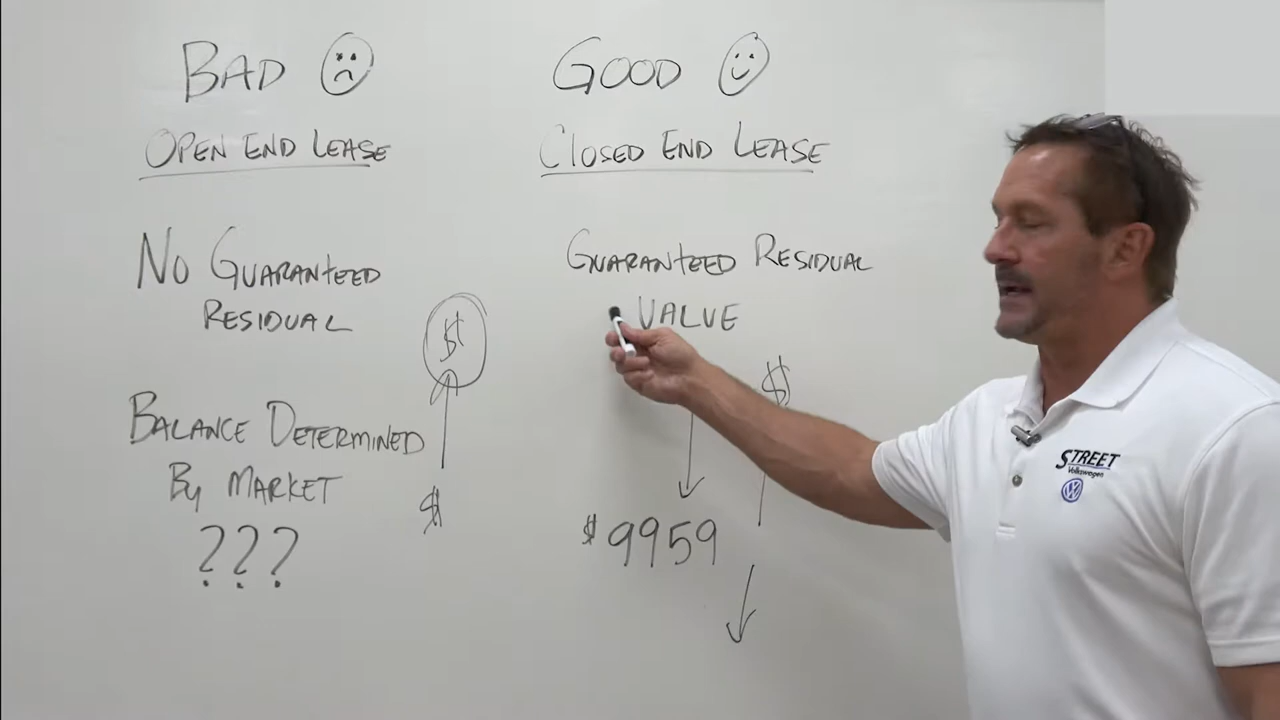 BAD
OPEN END LEASE
NO GUARANTEED
RESIDUAL
$
BALANCE DETERMINED
By MARKET
$
???
GOOD
CLOSED END LEASE
GUARANTEED RESIDUAL
VALUE
$
$9959
STREET
Volkswagen
VW